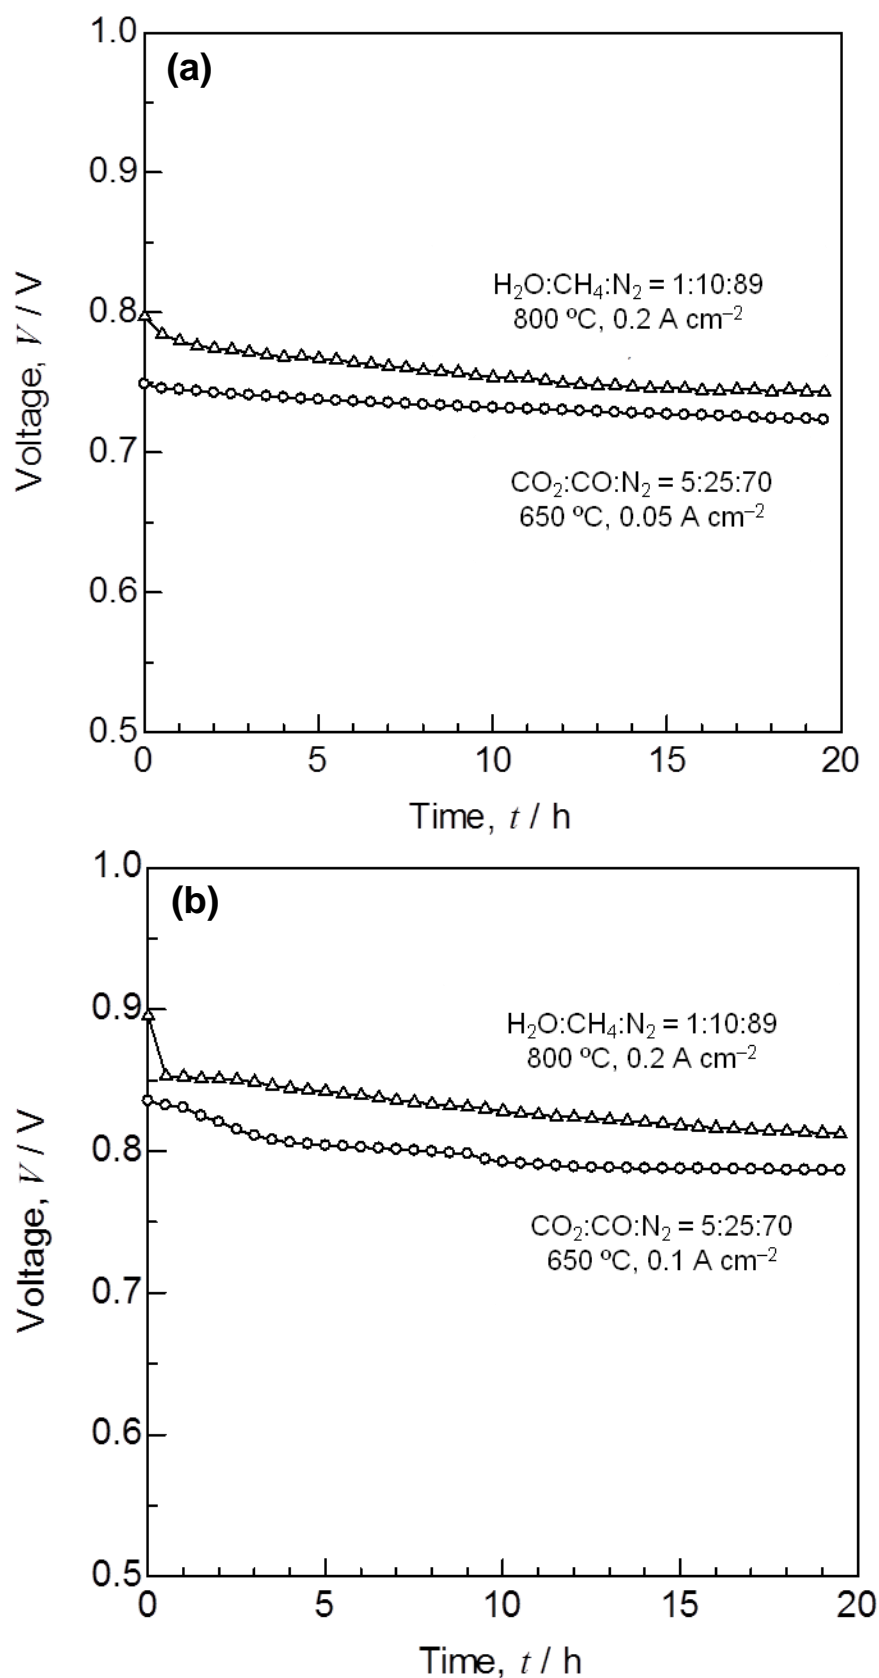 (a)
1.0
0.9
0.8
0.7
0.6
0.5
Voltage, V / V
H₂O:CH₄:N₂ = 1:10:89
800 ºC, 0.2 A cm⁻²
CO₂:CO:N₂ = 5:25:70
650 ºC, 0.05 A cm⁻²
0 5 10 15 20
Time, t / h
(b)
1.0
0.9
0.8
0.7
0.6
0.5
Voltage, V / V
H₂O:CH₄:N₂ = 1:10:89
800 ºC, 0.2 A cm⁻²
CO₂:CO:N₂ = 5:25:70
650 ºC, 0.1 A cm⁻²
0 5 10 15 20
Time, t / h